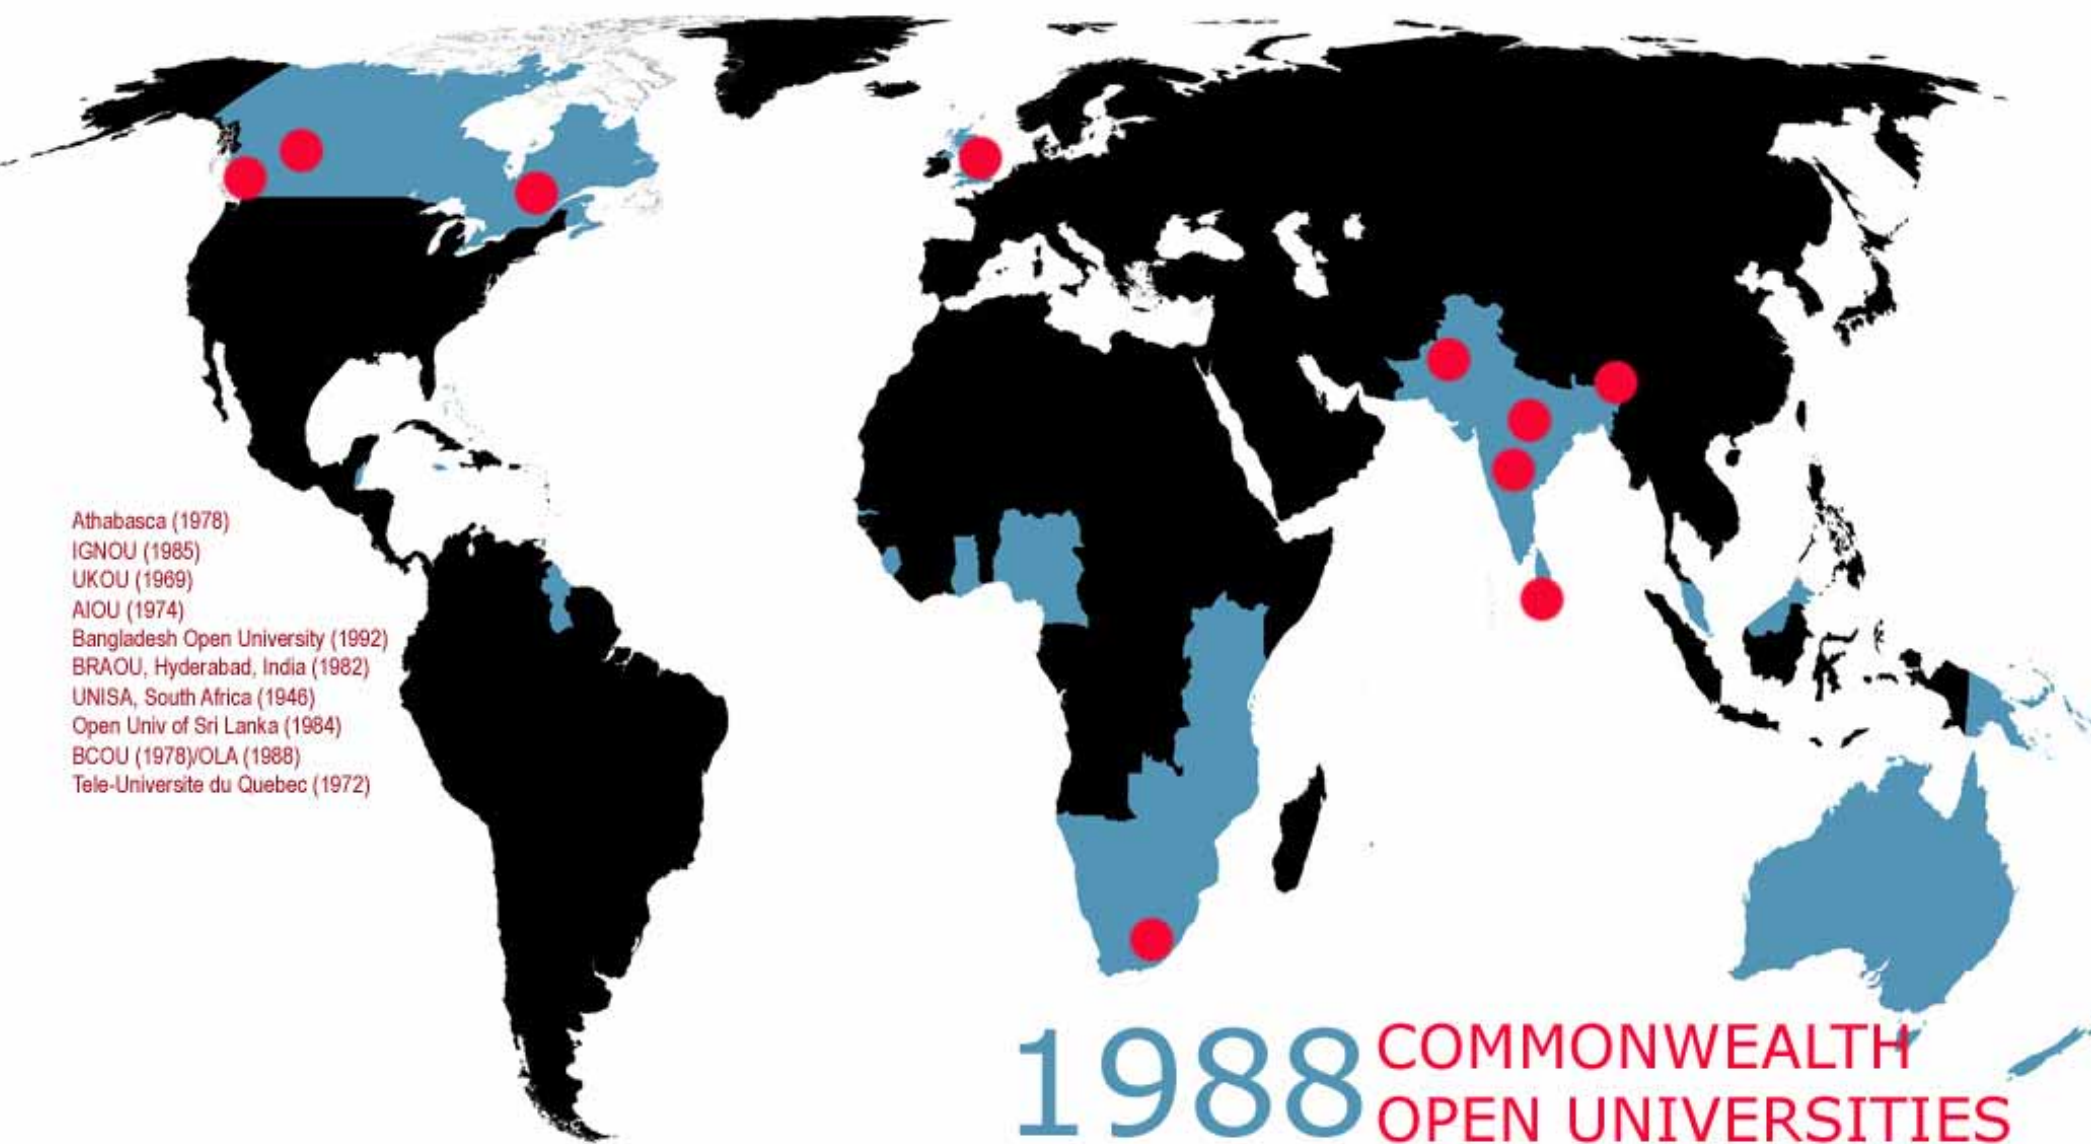 Athabasca (1978)
IGNOU (1985)
UKOU (1969)
AIOU (1974)
Bangladesh Open University (1992)
BRAOU, Hyderabad, India (1982)
UNISA, South Africa (1946)
Open Univ of Sri Lanka (1984)
BCOU (1978)/OLA (1988)
Tele-Universite du Quebec (1972)
1988 COMMONWEALTH
OPEN UNIVERSITIES